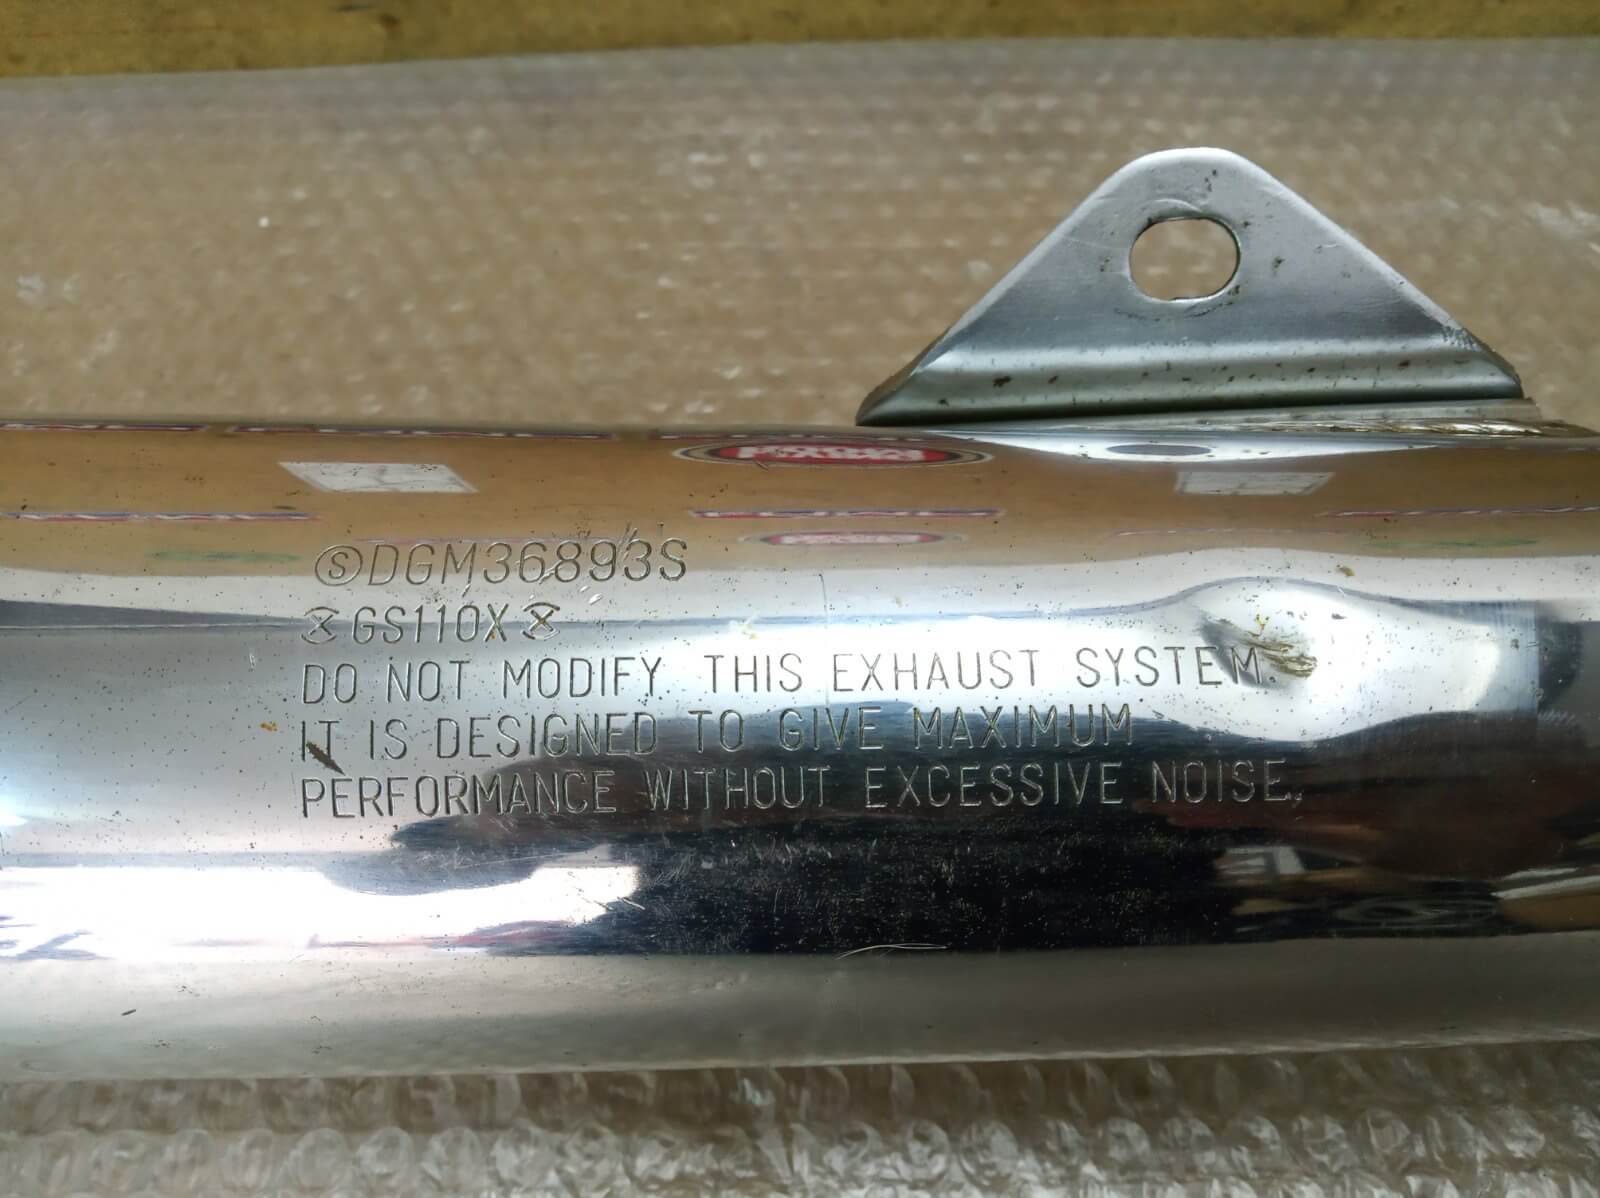 ⓈDGM36893S
GS110X
DO NOT MODIFY THIS EXHAUST SYSTEM.
IT IS DESIGNED TO GIVE MAXIMUM
PERFORMANCE WITHOUT EXCESSIVE NOISE.